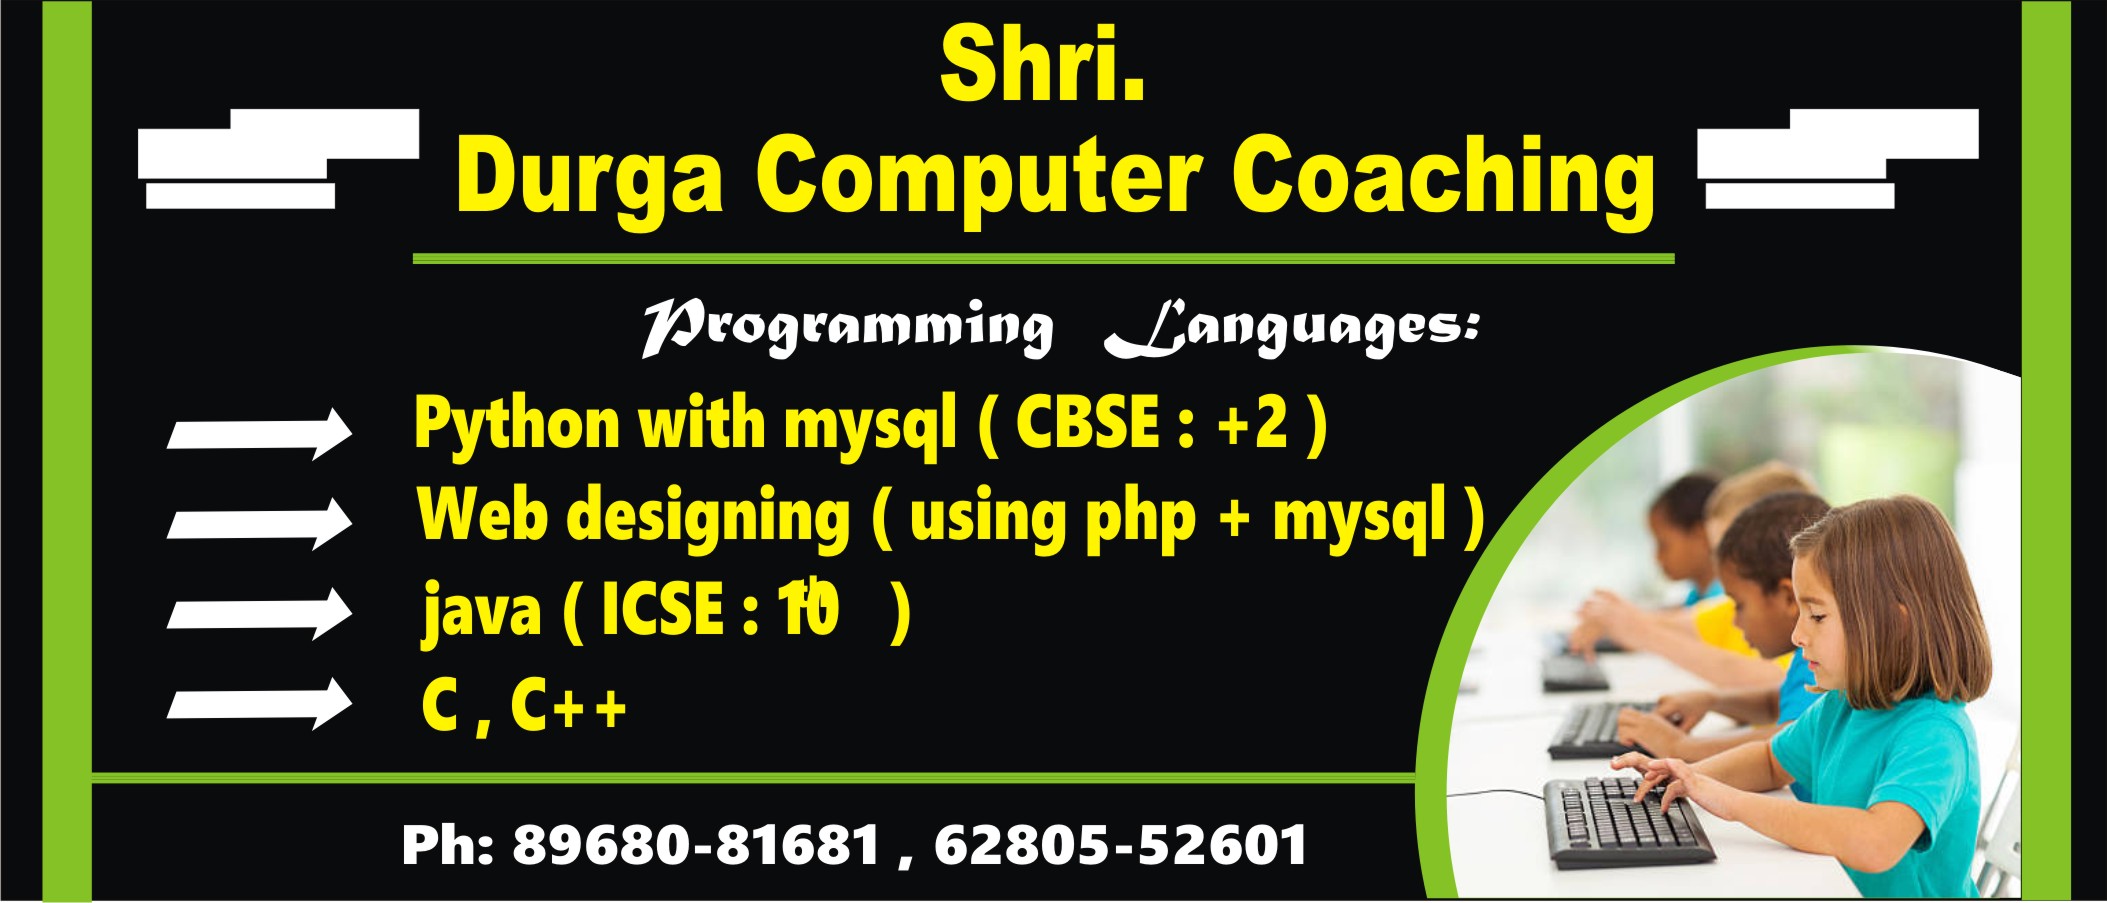 Shri.
Durga Computer Coaching
Programming Languages:
Python with mysql ( CBSE : +2 )
Web designing ( using php + mysql )
java ( ICSE : 10th )
C , C++
Ph: 89680-81681 , 62805-52601